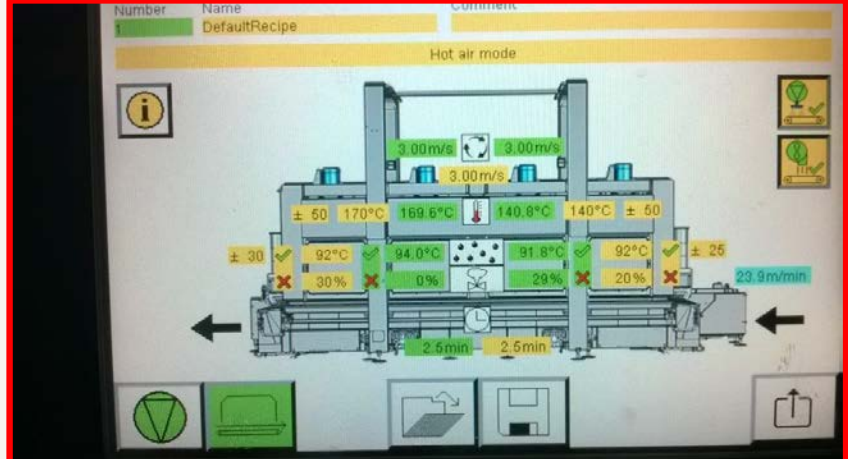 Number Name Comment
1 DefaultRecipe
Hot air mode
i
3.00m/s 3.00m/s
3.00m/s
± 50 170°C 169.6°C 140.8°C 140°C ± 50
± 30 92°C 94.0°C 91.8°C 92°C ± 25
30% 0% 29% 20% 23.9m/min
2.5min 2.5min